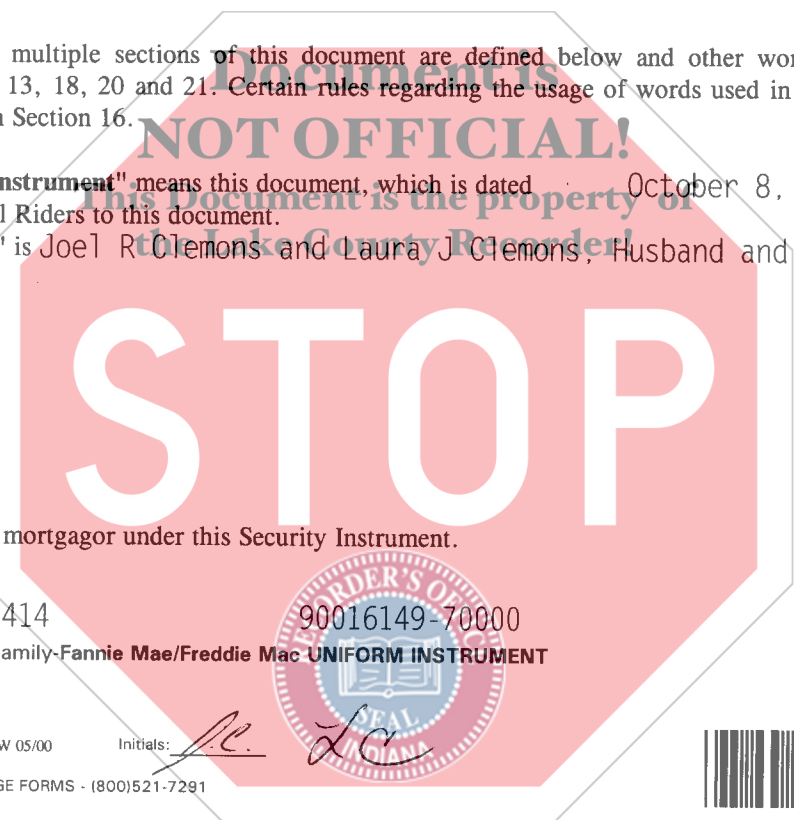 multiple sections of this document are defined below and other wor
Document is
13, 18, 20 and 21. Certain rules regarding the usage of words used in
n Section 16.
NOT OFFICIAL!
nstrument" means this document, which is dated October 8,
This Document is the property of
l Riders to this document.
the Lake County Recorder!
" is Joel R Clemons and Laura J Clemons, Husband and
STOP
mortgagor under this Security Instrument.
RECORDER'S OFFICE
414 90016149-70000
amily-Fannie Mae/Freddie Mac UNIFORM INSTRUMENT
SEAL
INDIANA
W 05/00 Initials: J.C. LC
GE FORMS - (800)521-7291